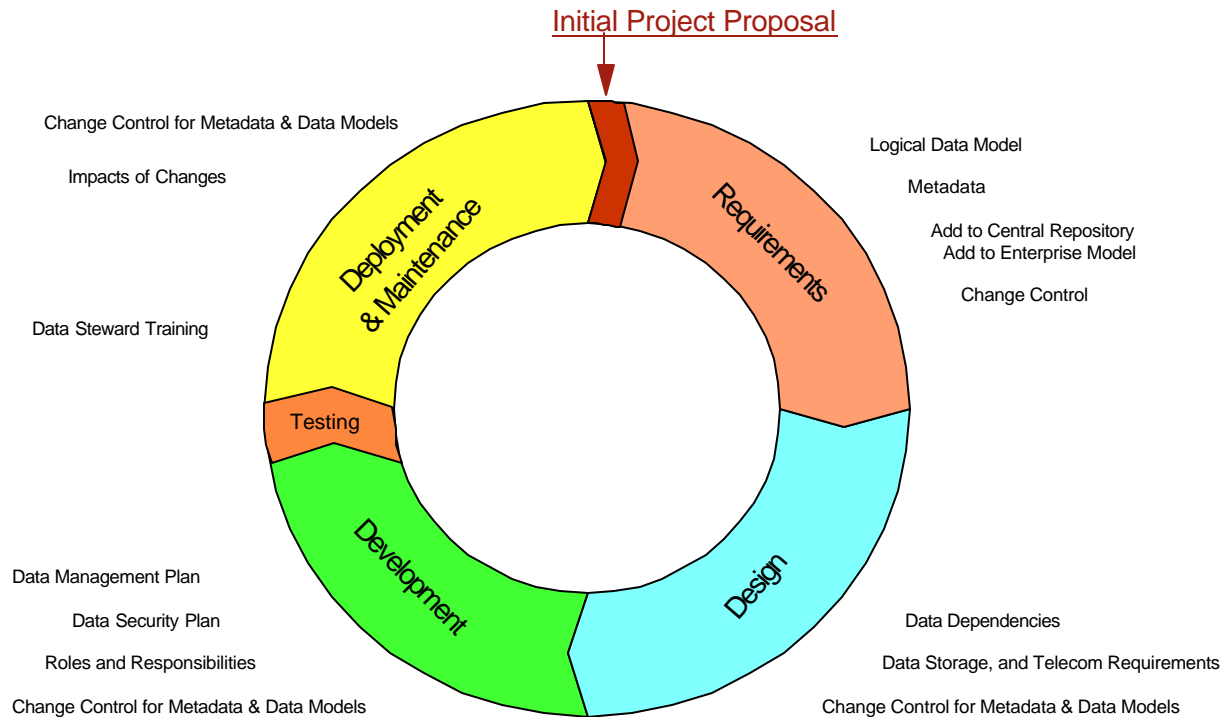 Initial Project Proposal
Change Control for Metadata & Data Models
Impacts of Changes
Data Steward Training
Deployment
& Maintenance
Requirements
Logical Data Model
Metadata
Add to Central Repository
Add to Enterprise Model
Change Control
Testing
Development
Design
Data Management Plan
Data Security Plan
Roles and Responsibilities
Change Control for Metadata & Data Models
Data Dependencies
Data Storage, and Telecom Requirements
Change Control for Metadata & Data Models